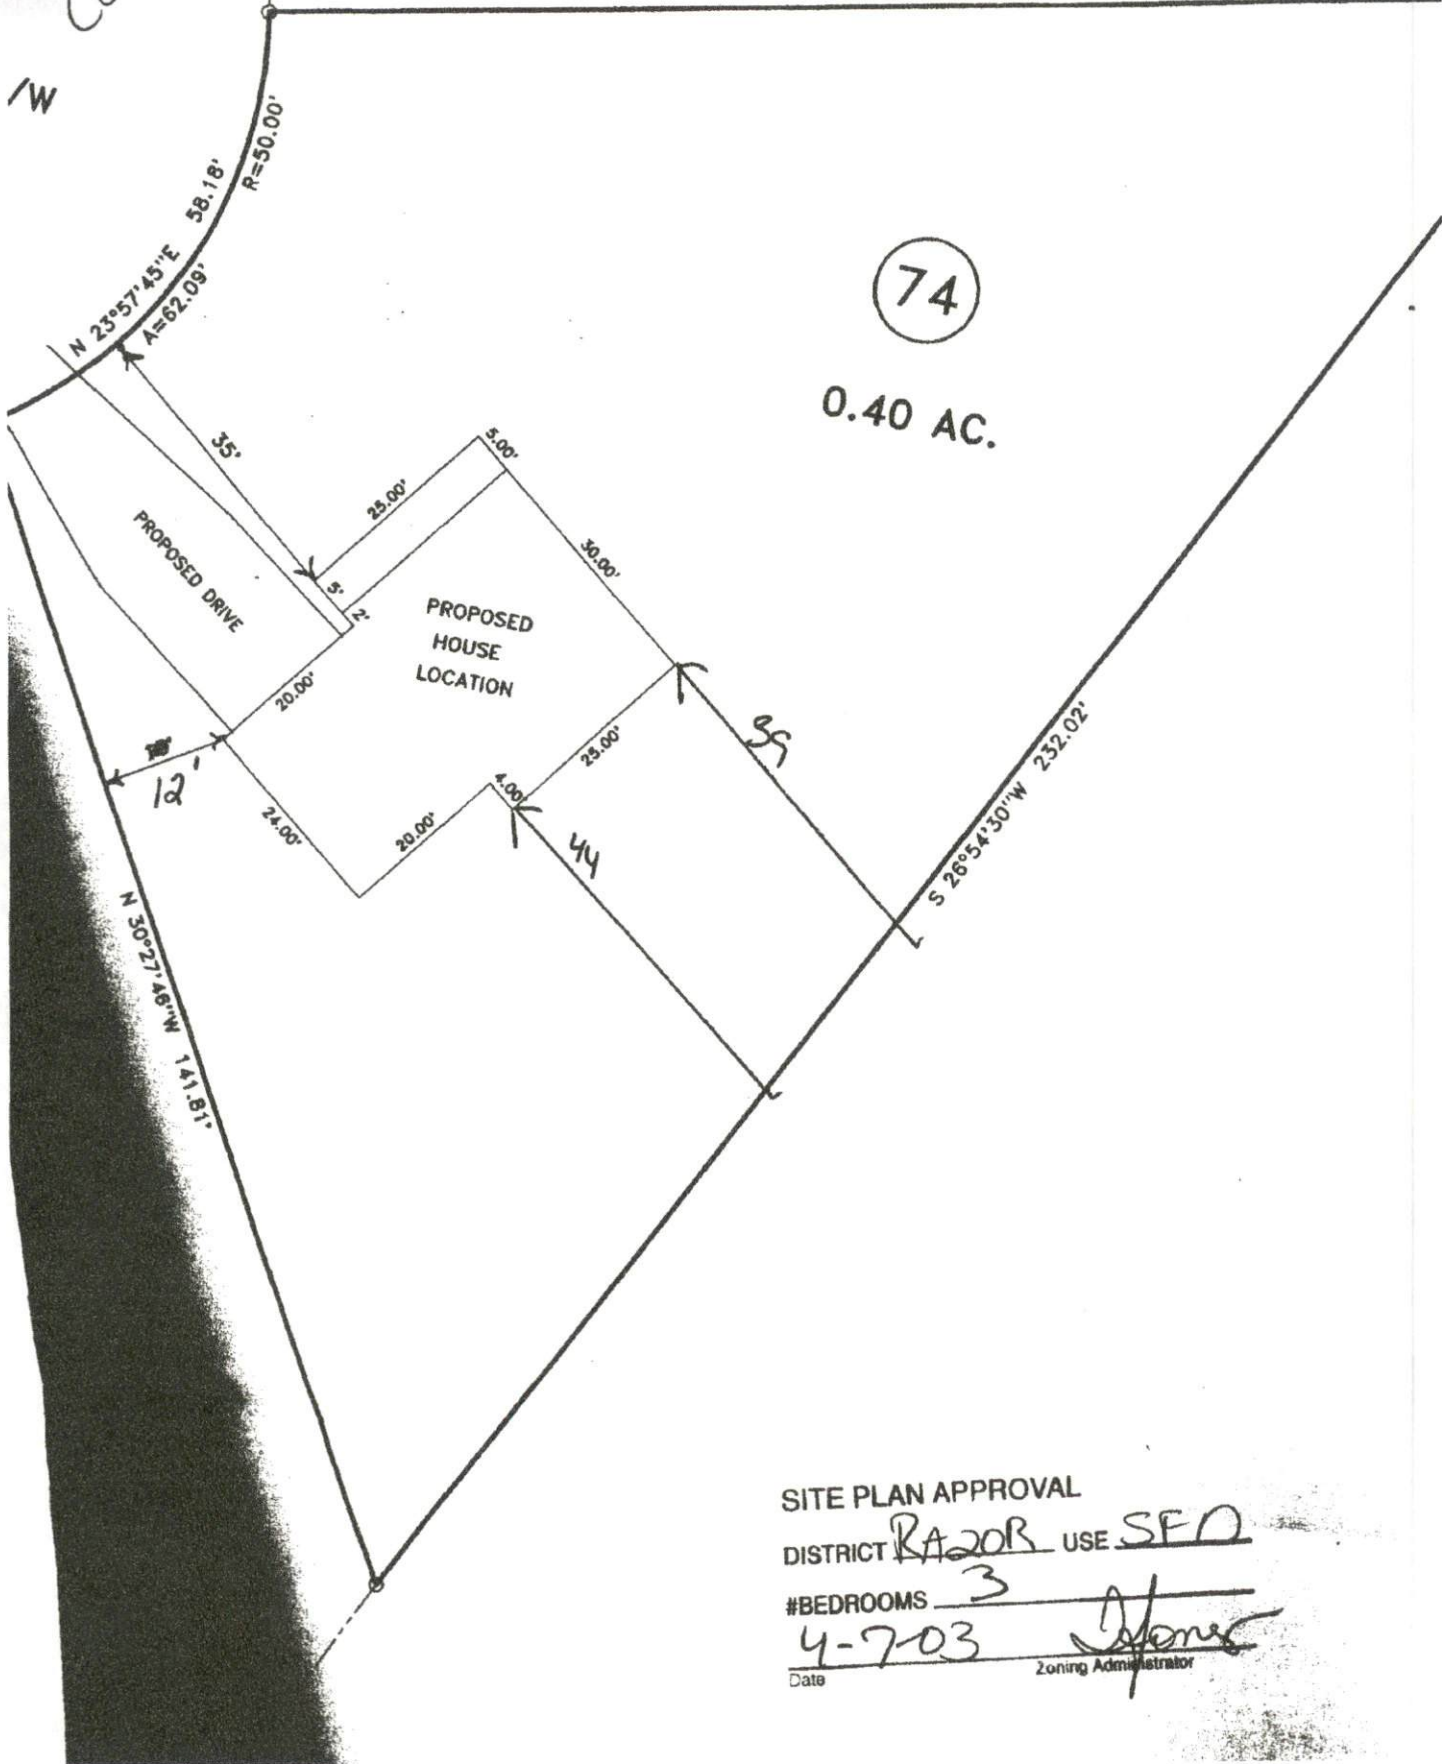 /W
R=50.00'
N 23°57'45"E 58.18'
A=62.09'
74
0.40 AC.
35'
5.00'
25.00'
30.00'
PROPOSED DRIVE
5'
2'
PROPOSED
HOUSE
LOCATION
20.00'
12'
24.00'
20.00'
4.00'
25.00'
39
44
S 26°54'30"W 232.02'
N 30°27'46"W 141.81'
SITE PLAN APPROVAL
DISTRICT RA20R USE SFD
#BEDROOMS 3
4-7-03
Date Zoning Administrator